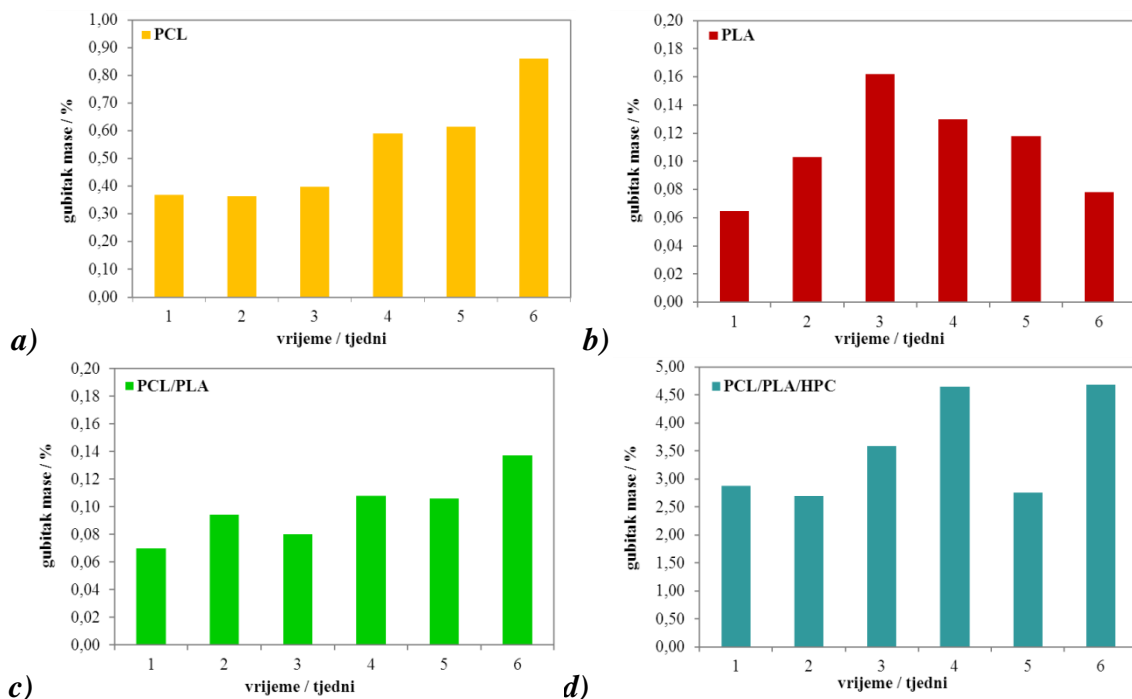 PCL
gubitak mase / %
1,00
0,90
0,80
0,70
0,60
0,50
0,40
0,30
0,20
0,10
0,00
1 2 3 4 5 6
vrijeme / tjedni
a)
PLA
gubitak mase / %
0,20
0,18
0,16
0,14
0,12
0,10
0,08
0,06
0,04
0,02
0,00
1 2 3 4 5 6
vrijeme / tjedni
b)
PCL/PLA
gubitak mase / %
0,20
0,18
0,16
0,14
0,12
0,10
0,08
0,06
0,04
0,02
0,00
1 2 3 4 5 6
vrijeme / tjedni
c)
PCL/PLA/HPC
gubitak mase / %
5,00
4,50
4,00
3,50
3,00
2,50
2,00
1,50
1,00
0,50
0,00
1 2 3 4 5 6
vrijeme / tjedni
d)